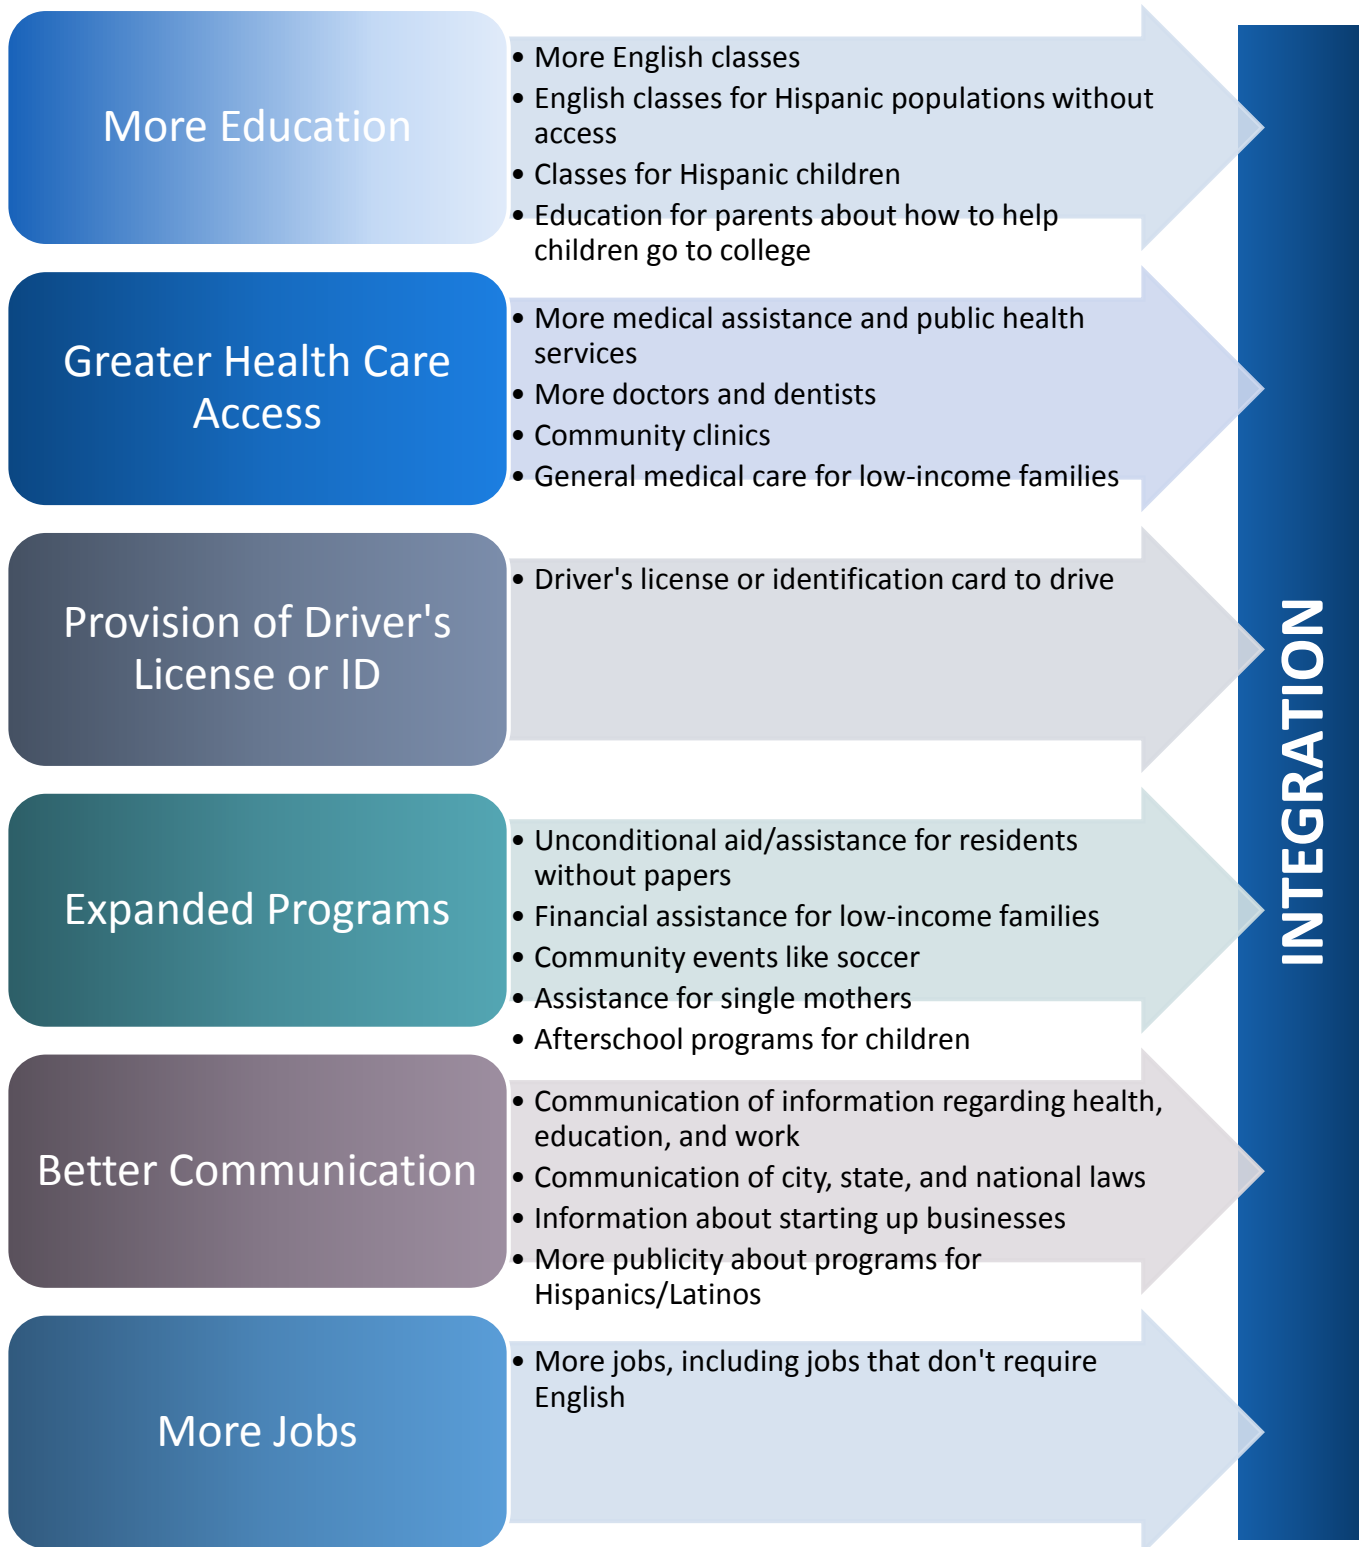 More Education
• More English classes
• English classes for Hispanic populations without
access
• Classes for Hispanic children
• Education for parents about how to help
children go to college
Greater Health Care
Access
• More medical assistance and public health
services
• More doctors and dentists
• Community clinics
• General medical care for low-income families
Provision of Driver's
License or ID
• Driver's license or identification card to drive
Expanded Programs
• Unconditional aid/assistance for residents
without papers
• Financial assistance for low-income families
• Community events like soccer
• Assistance for single mothers
• Afterschool programs for children
Better Communication
• Communication of information regarding health,
education, and work
• Communication of city, state, and national laws
• Information about starting up businesses
• More publicity about programs for
Hispanics/Latinos
More Jobs
• More jobs, including jobs that don't require
English
INTEGRATION